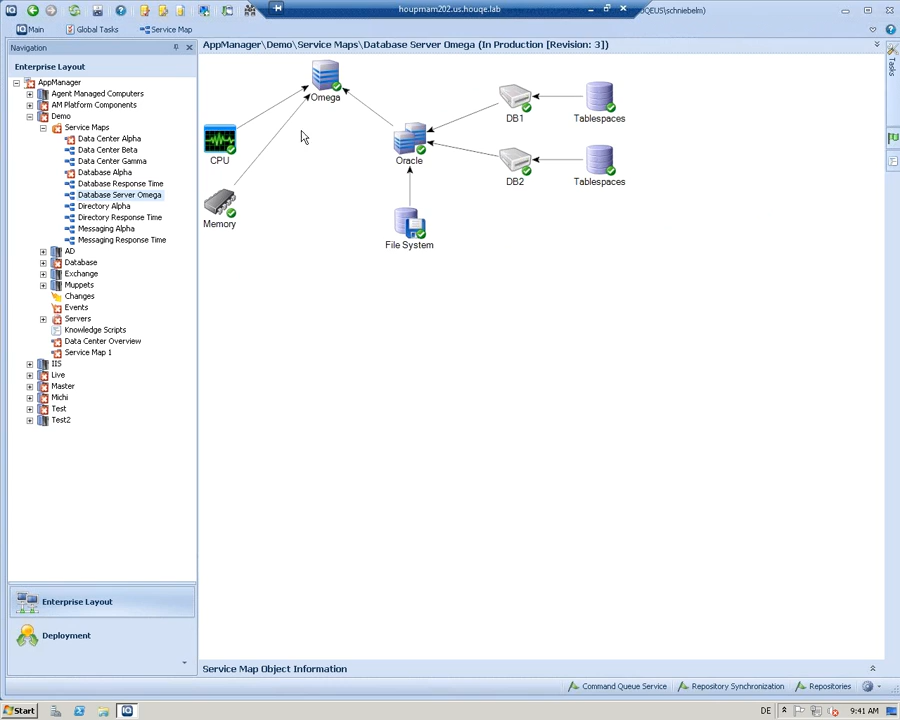 houpmam202.us.houqe.lab
QEUS\schniebelm)
Main
Global Tasks
Service Map
Navigation
AppManager\Demo\Service Maps\Database Server Omega (In Production [Revision: 3])
Tasks
Enterprise Layout
AppManager
Agent Managed Computers
AM Platform Components
Demo
Service Maps
Data Center Alpha
Data Center Beta
Data Center Gamma
Database Alpha
Database Response Time
Database Server Omega
Directory Alpha
Directory Response Time
Messaging Alpha
Messaging Response Time
AD
Database
Exchange
Muppets
Changes
Events
Servers
Knowledge Scripts
Data Center Overview
Service Map 1
IIS
Live
Master
Michi
Test
Test2
Omega
DB1
Tablespaces
CPU
Oracle
DB2
Tablespaces
Memory
File System
Enterprise Layout
Deployment
Service Map Object Information
Command Queue Service
Repository Synchronization
Repositories
Start
DE
9:41 AM